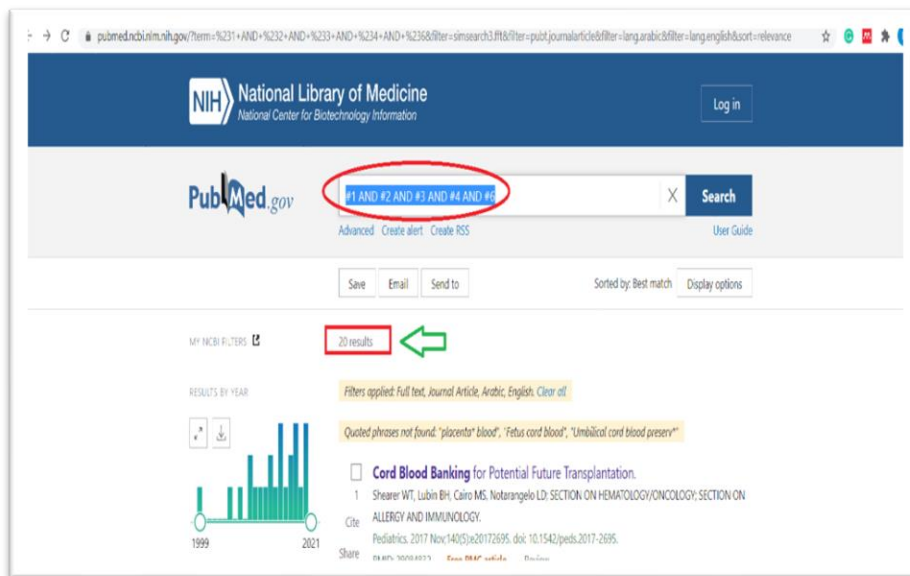 pubmed.ncbi.nlm.nih.gov/?term=%231+AND+%232+AND+%233+AND+%234+AND+%236&filter=simsearch3.fft&filter=pubt.journalarticle&filter=lang.arabic&filter=lang.english&sort=relevance
NIH National Library of Medicine
National Center for Biotechnology Information
Log in
PubMed.gov
#1 AND #2 AND #3 AND #4 AND #6
X
Search
Advanced Create alert Create RSS
User Guide
Save Email Send to
Sorted by: Best match Display options
MY NCBI FILTERS
20 results
RESULTS BY YEAR
Filters applied: Full text, Journal Article, Arabic, English. Clear all
Quoted phrases not found: "placenta* blood", "Fetus cord blood", "Umbilical cord blood preserv*"
Cord Blood Banking for Potential Future Transplantation.
1 Shearer WT, Lubin BH, Cairo MS, Notarangelo LD; SECTION ON HEMATOLOGY/ONCOLOGY; SECTION ON
Cite ALLERGY AND IMMUNOLOGY.
Pediatrics. 2017 Nov;140(5):e20172695. doi: 10.1542/peds.2017-2695.
Share PMID: Free PMC article. Review.
1999 2021